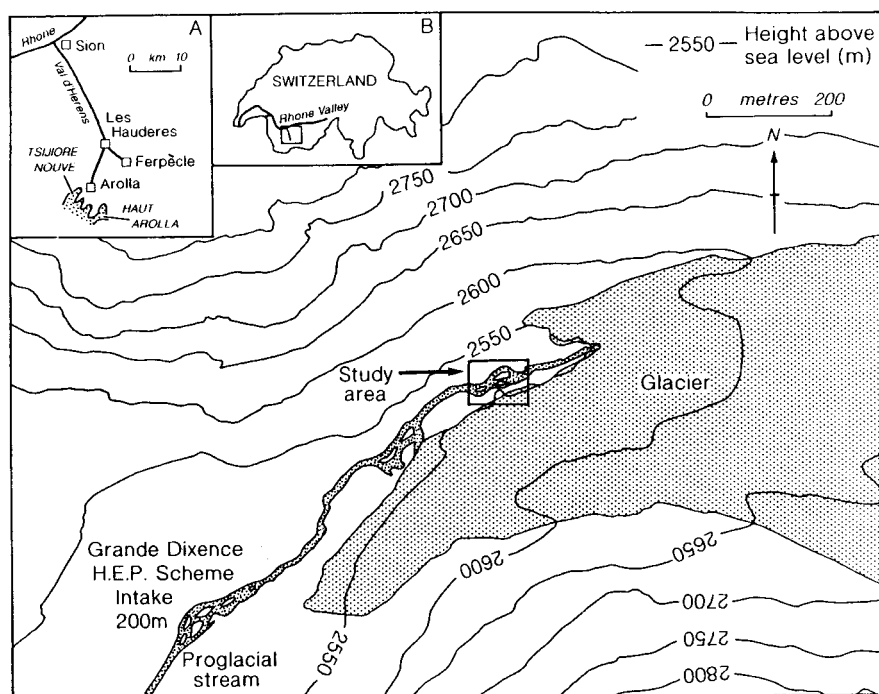 A
Rhone
Sion
0 km 10
Val d'Herens
Les
Hauderes
Ferpècle
TSIJIORE
NOUVE
Arolla
HAUT
AROLLA
B
SWITZERLAND
Rhone Valley
— 2550 — Height above
sea level (m)
0 metres 200
N
2750
2700
2650
2600
2550
Study
area
Glacier
Grande Dixence
H.E.P. Scheme
Intake
200m
Proglacial
stream
2550
2600
2650
2700
2750
2800